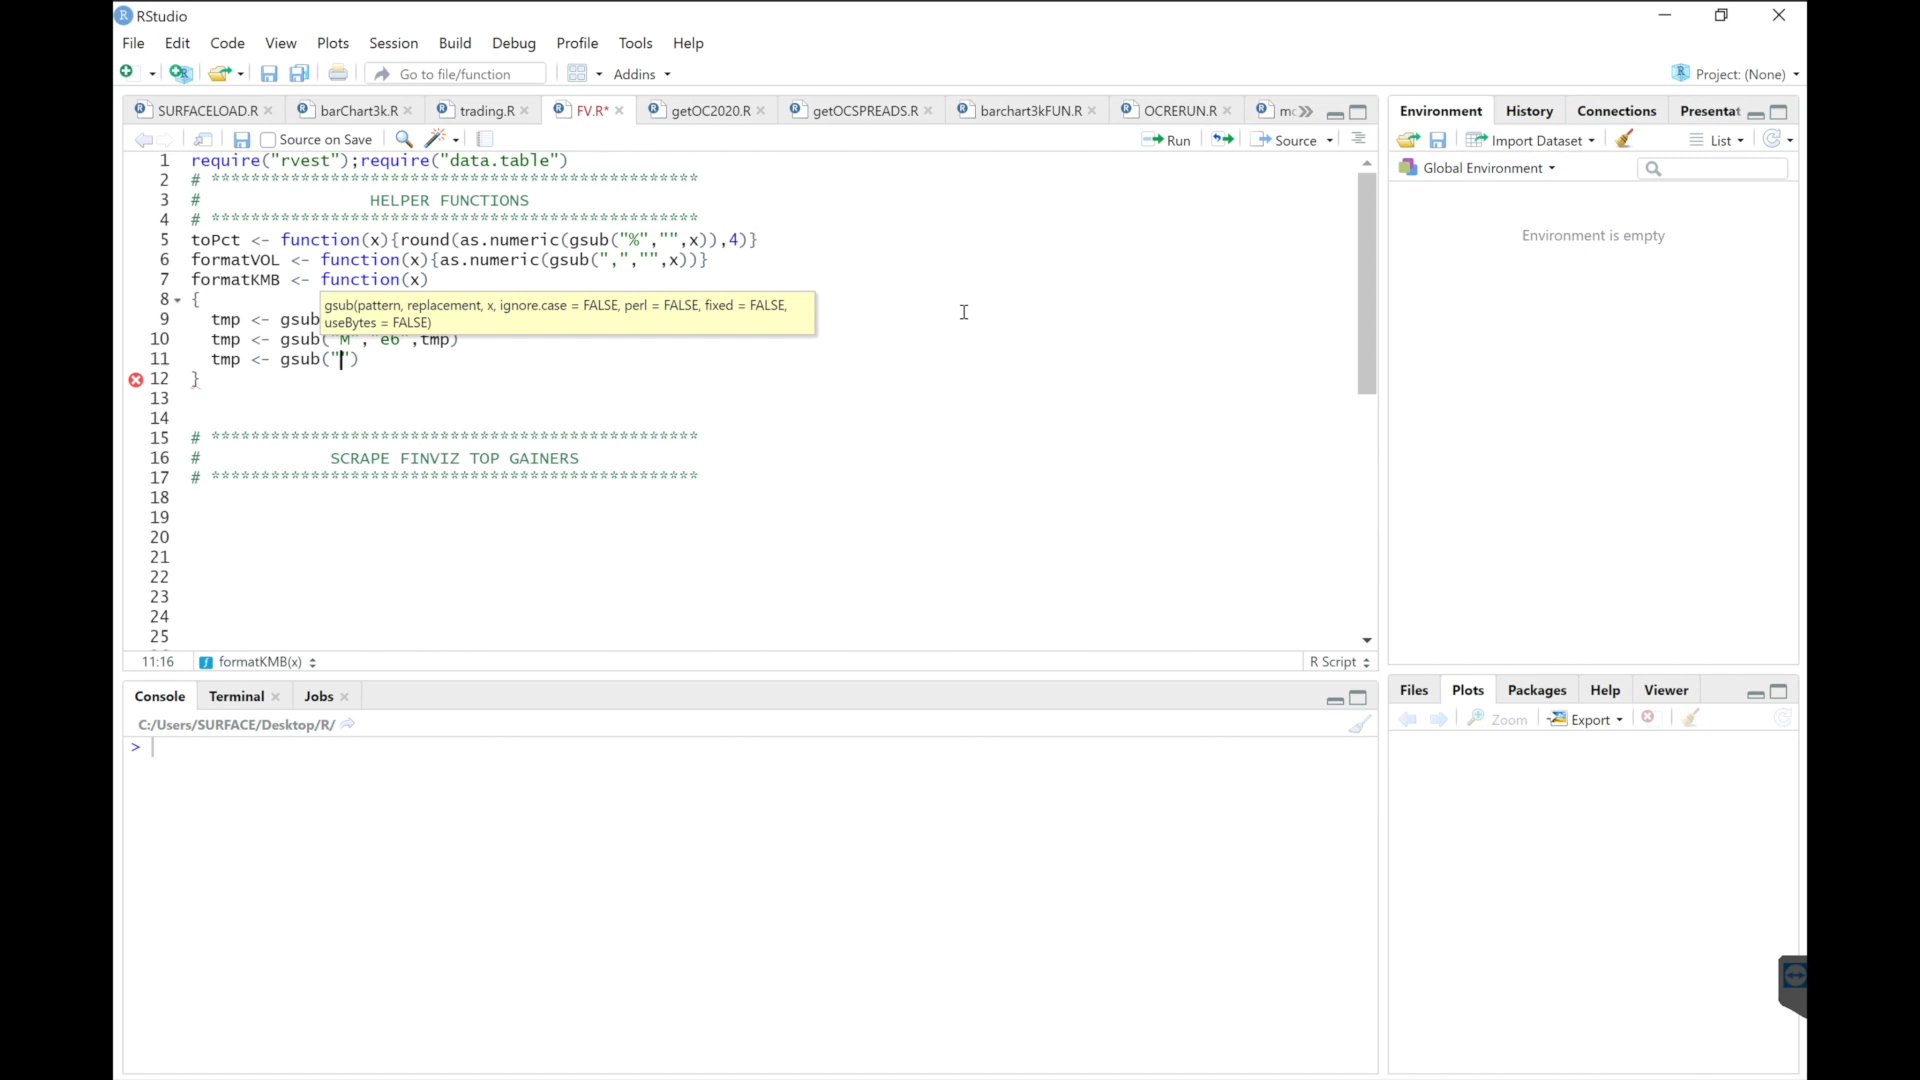 RStudio
File Edit Code View Plots Session Build Debug Profile Tools Help
Go to file/function Addins Project: (None)
SURFACELOAD.R barChart3k.R trading.R FV.R* getOC2020.R getOCSPREADS.R barchart3kFUN.R OCRERUN.R
Source on Save Run Source
1 require("rvest");require("data.table")
2 # *************************************************
3 # HELPER FUNCTIONS
4 # *************************************************
5 toPct <- function(x){round(as.numeric(gsub("%","",x)),4)}
6 formatVOL <- function(x){as.numeric(gsub(",","",x))}
7 formatKMB <- function(x)
8 {
gsub(pattern, replacement, x, ignore.case = FALSE, perl = FALSE, fixed = FALSE,
useBytes = FALSE)
9 tmp <- gsub
10 tmp <- gsub("M","e6",tmp)
11 tmp <- gsub("")
12 }
13
14
15 # *************************************************
16 # SCRAPE FINVIZ TOP GAINERS
17 # *************************************************
18
19
20
21
22
23
24
25
11:16 formatKMB(x) R Script
Console Terminal Jobs
C:/Users/SURFACE/Desktop/R/
>
Environment History Connections Presentat
Import Dataset List
Global Environment
Environment is empty
Files Plots Packages Help Viewer
Zoom Export